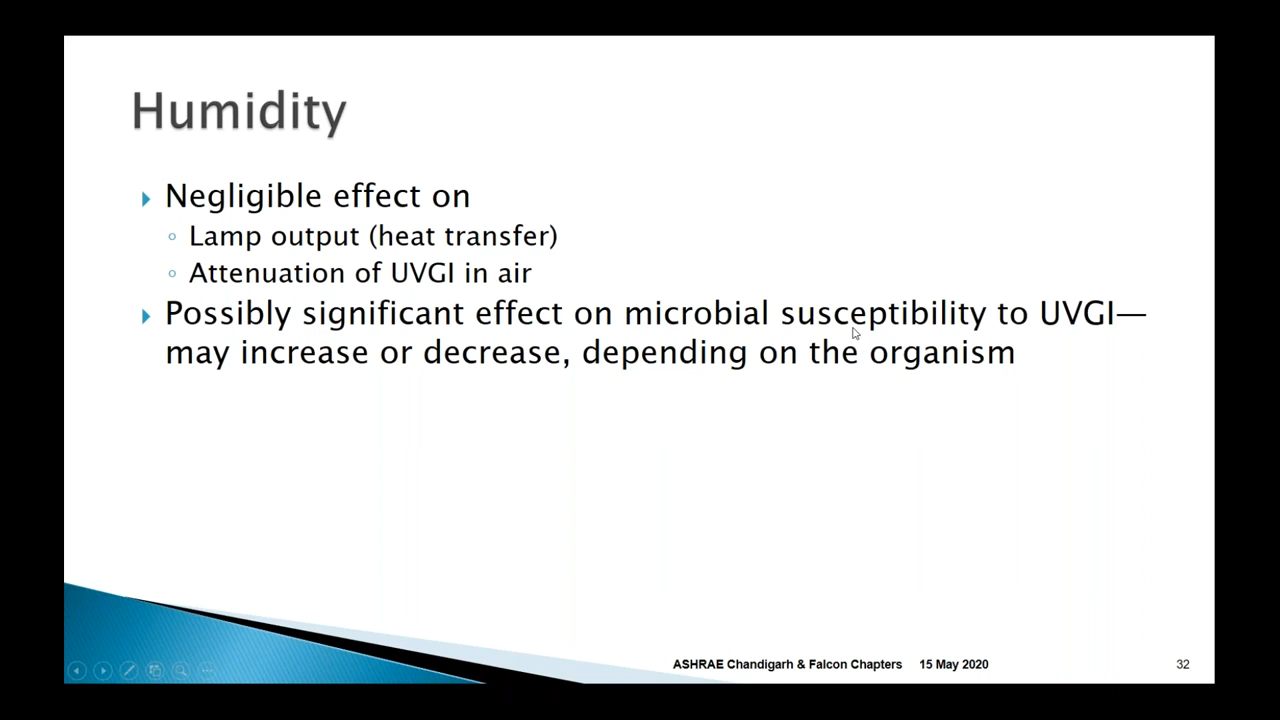 Humidity
Negligible effect on
Lamp output (heat transfer)
Attenuation of UVGI in air
Possibly significant effect on microbial susceptibility to UVGI—
may increase or decrease, depending on the organism
ASHRAE Chandigarh & Falcon Chapters 15 May 2020 32